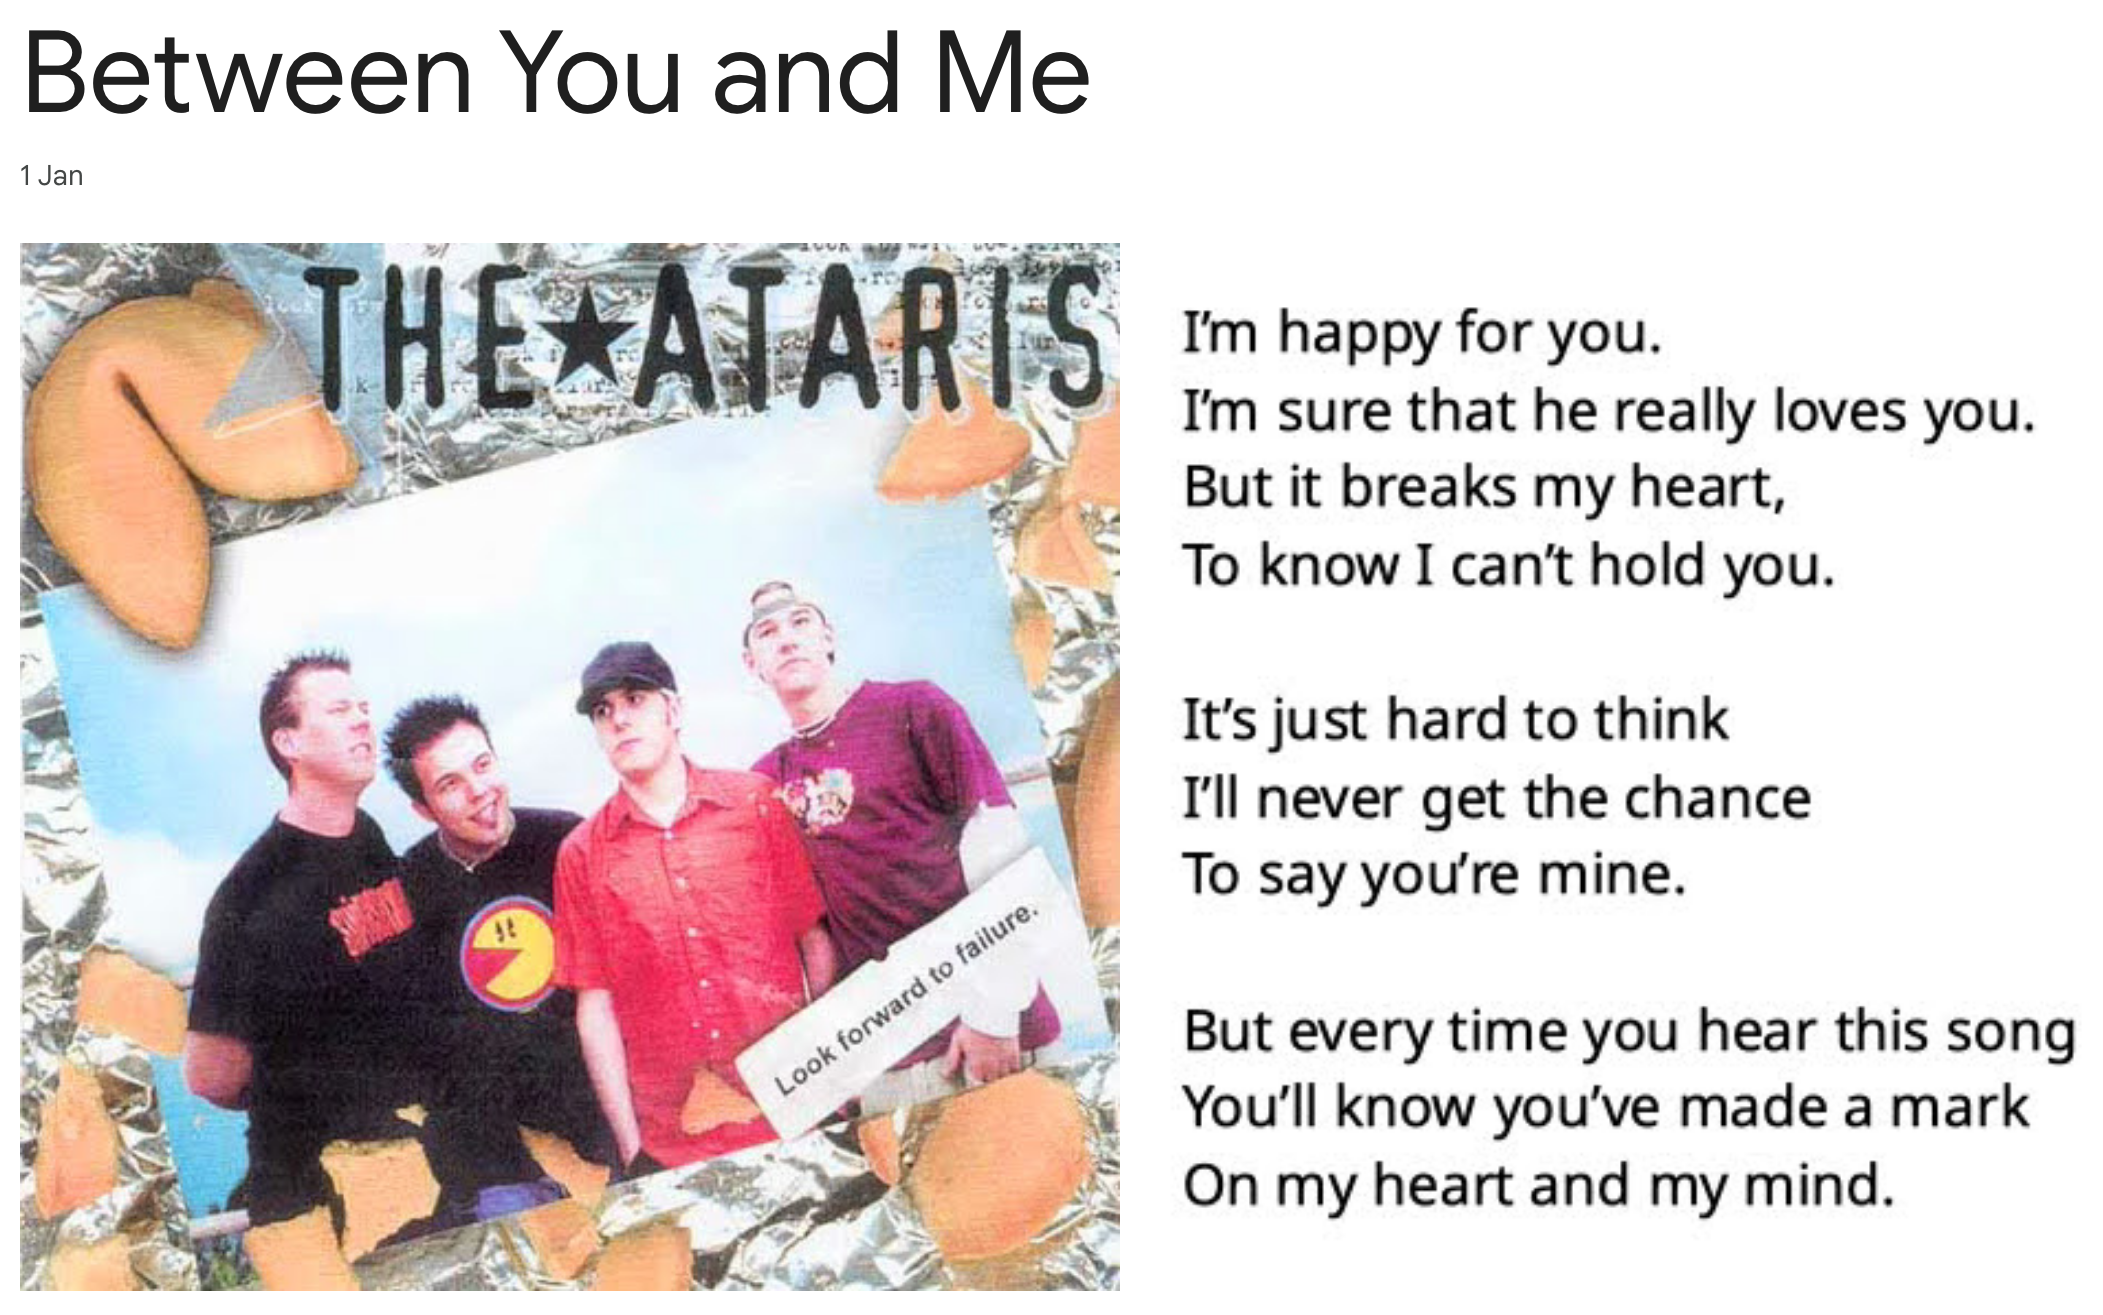 Between You and Me
1 Jan
THE★ATARIS
Look forward to failure.
I'm happy for you.
I'm sure that he really loves you.
But it breaks my heart,
To know I can't hold you.
It's just hard to think
I'll never get the chance
To say you're mine.
But every time you hear this song
You'll know you've made a mark
On my heart and my mind.